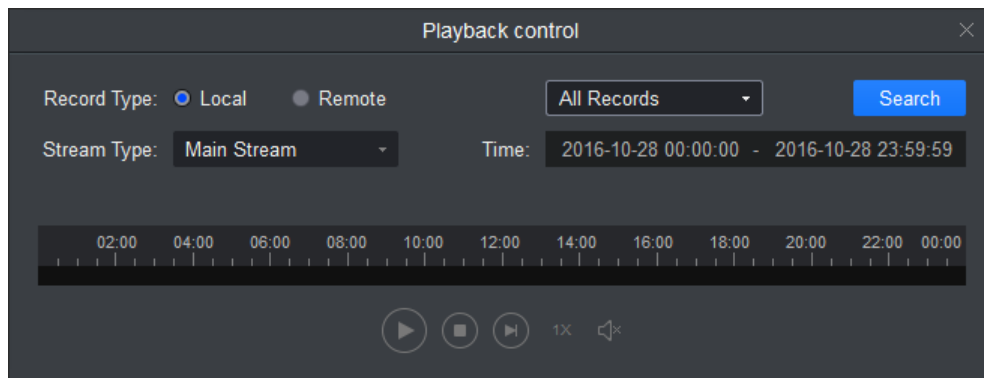 Playback control
Record Type: Local Remote All Records Search
Stream Type: Main Stream Time: 2016-10-28 00:00:00 - 2016-10-28 23:59:59
02:00 04:00 06:00 08:00 10:00 12:00 14:00 16:00 18:00 20:00 22:00 00:00
1X